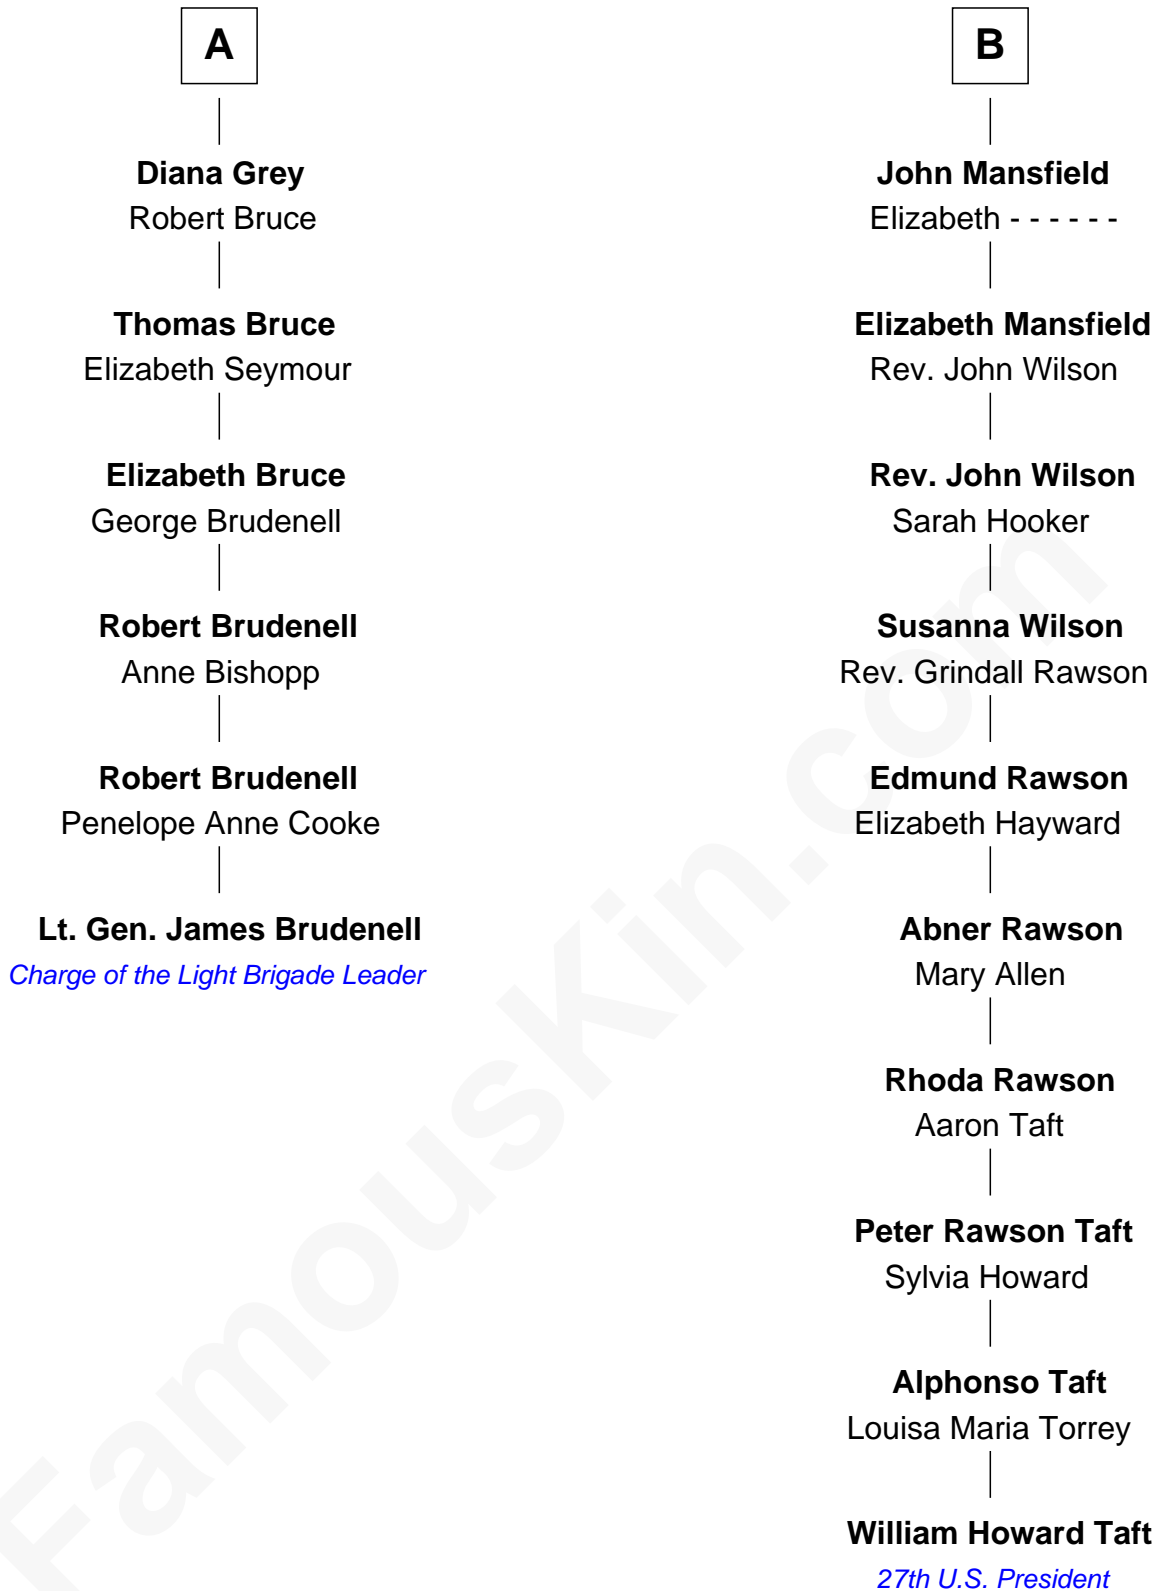 A
Diana Grey
Robert Bruce
Thomas Bruce
Elizabeth Seymour
Elizabeth Bruce
George Brudenell
Robert Brudenell
Anne Bishopp
Robert Brudenell
Penelope Anne Cooke
Lt. Gen. James Brudenell
Charge of the Light Brigade Leader
B
John Mansfield
Elizabeth - - - - - -
Elizabeth Mansfield
Rev. John Wilson
Rev. John Wilson
Sarah Hooker
Susanna Wilson
Rev. Grindall Rawson
Edmund Rawson
Elizabeth Hayward
Abner Rawson
Mary Allen
Rhoda Rawson
Aaron Taft
Peter Rawson Taft
Sylvia Howard
Alphonso Taft
Louisa Maria Torrey
William Howard Taft
27th U.S. President
FamousKin.com